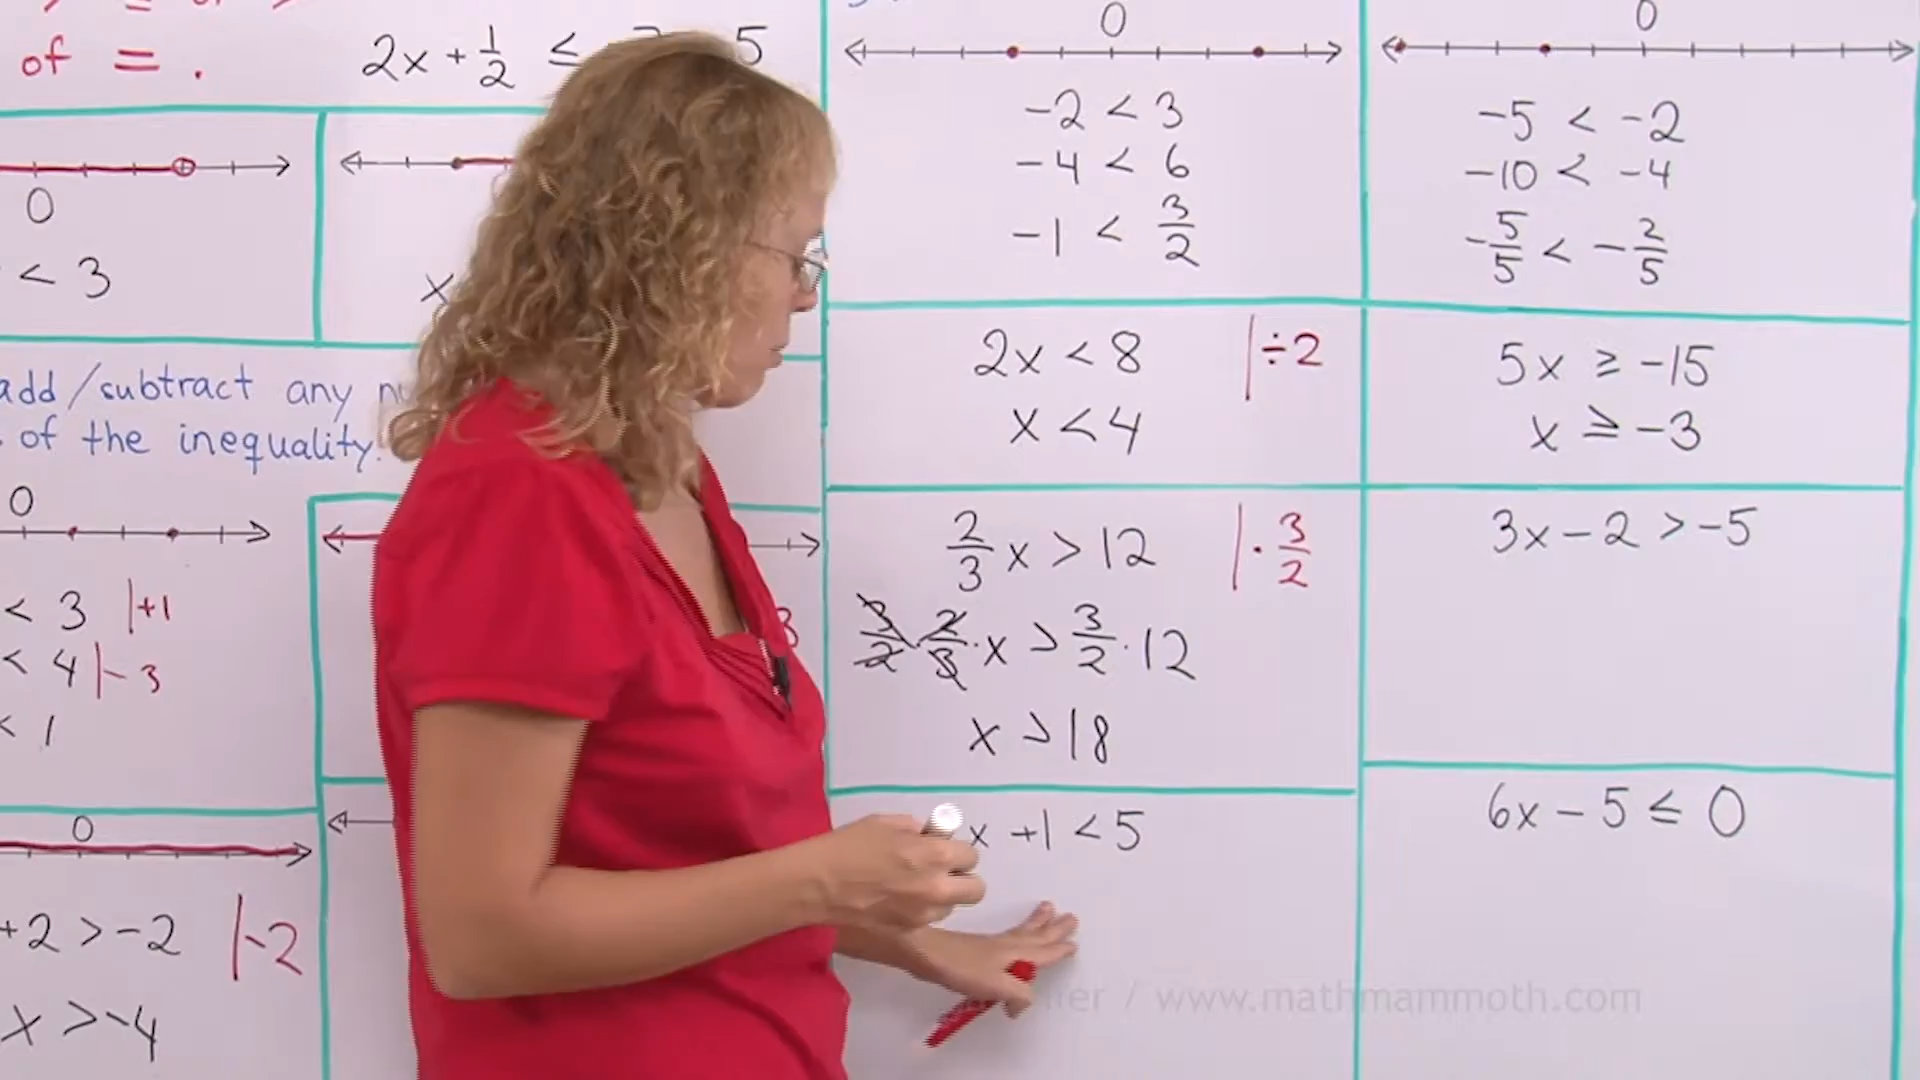 of = .
2x + 1/2 ≤ 5
0
< 3
x
add/subtract any
of the inequality.
0
< 3 |+1
< 4 |- 3
< 1
3
0
+2 > -2 |-2
x > -4
0
-2 < 3
-4 < 6
-1 < 3/2
2x < 8 |÷2
x < 4
2/3 x > 12 |· 3/2
3/2 · 2/3 · x > 3/2 · 12
x > 18
x + 1 < 5
0
-5 < -2
-10 < -4
-5/5 < -2/5
5x ≥ -15
x ≥ -3
3x - 2 > -5
6x - 5 ≤ 0
/ www.mathmammoth.com